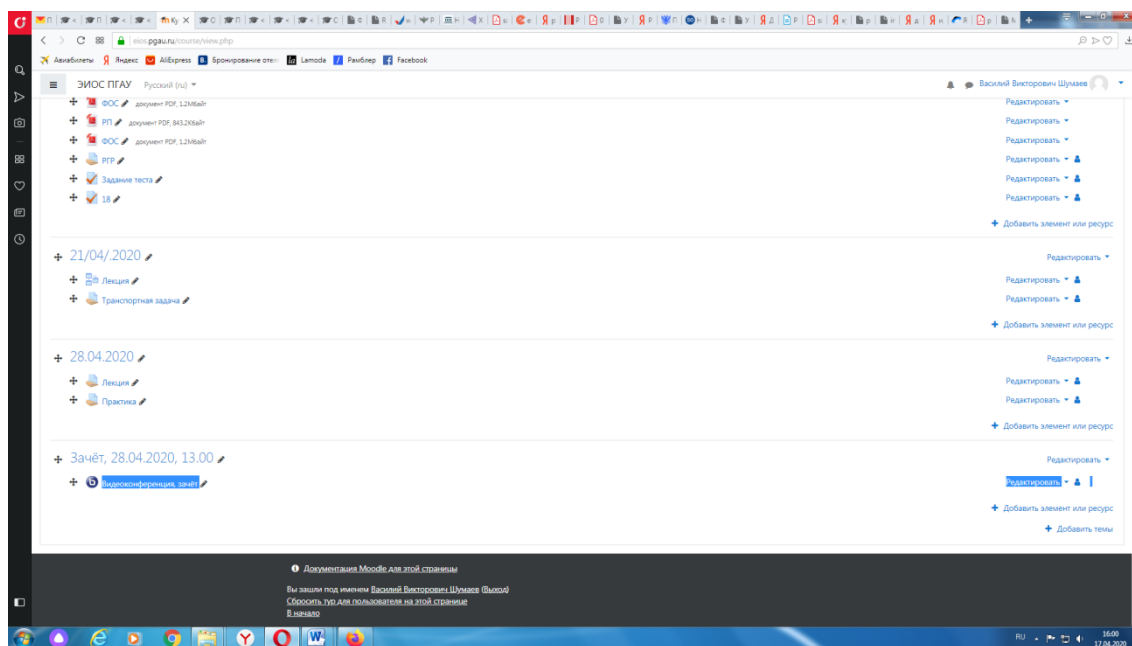 eios.pgau.ru/course/view.php
Авиабилеты Яндекс AliExpress Бронирование отел Lamoda Рамблер Facebook
ЭИОС ПГАУ Русский (ru) Василий Викторович Шумаев
ФОС документ PDF, 1.2Мбайт Редактировать
РП документ PDF, 843.2Кбайт Редактировать
ФОС документ PDF, 1.2Мбайт Редактировать
РГР Редактировать
Задание теста Редактировать
18 Редактировать
Добавить элемент или ресурс
21/04/.2020 Редактировать
Лекция Редактировать
Транспортная задача Редактировать
Добавить элемент или ресурс
28.04.2020 Редактировать
Лекция Редактировать
Практика Редактировать
Добавить элемент или ресурс
Зачёт, 28.04.2020, 13.00 Редактировать
Видеоконференция, зачёт Редактировать
Добавить элемент или ресурс
Добавить темы
Документация Moodle для этой страницы
Вы зашли под именем Василий Викторович Шумаев (Выход)
Сбросить тур для пользователя на этой странице
В начало
RU 16:00
17.04.2020